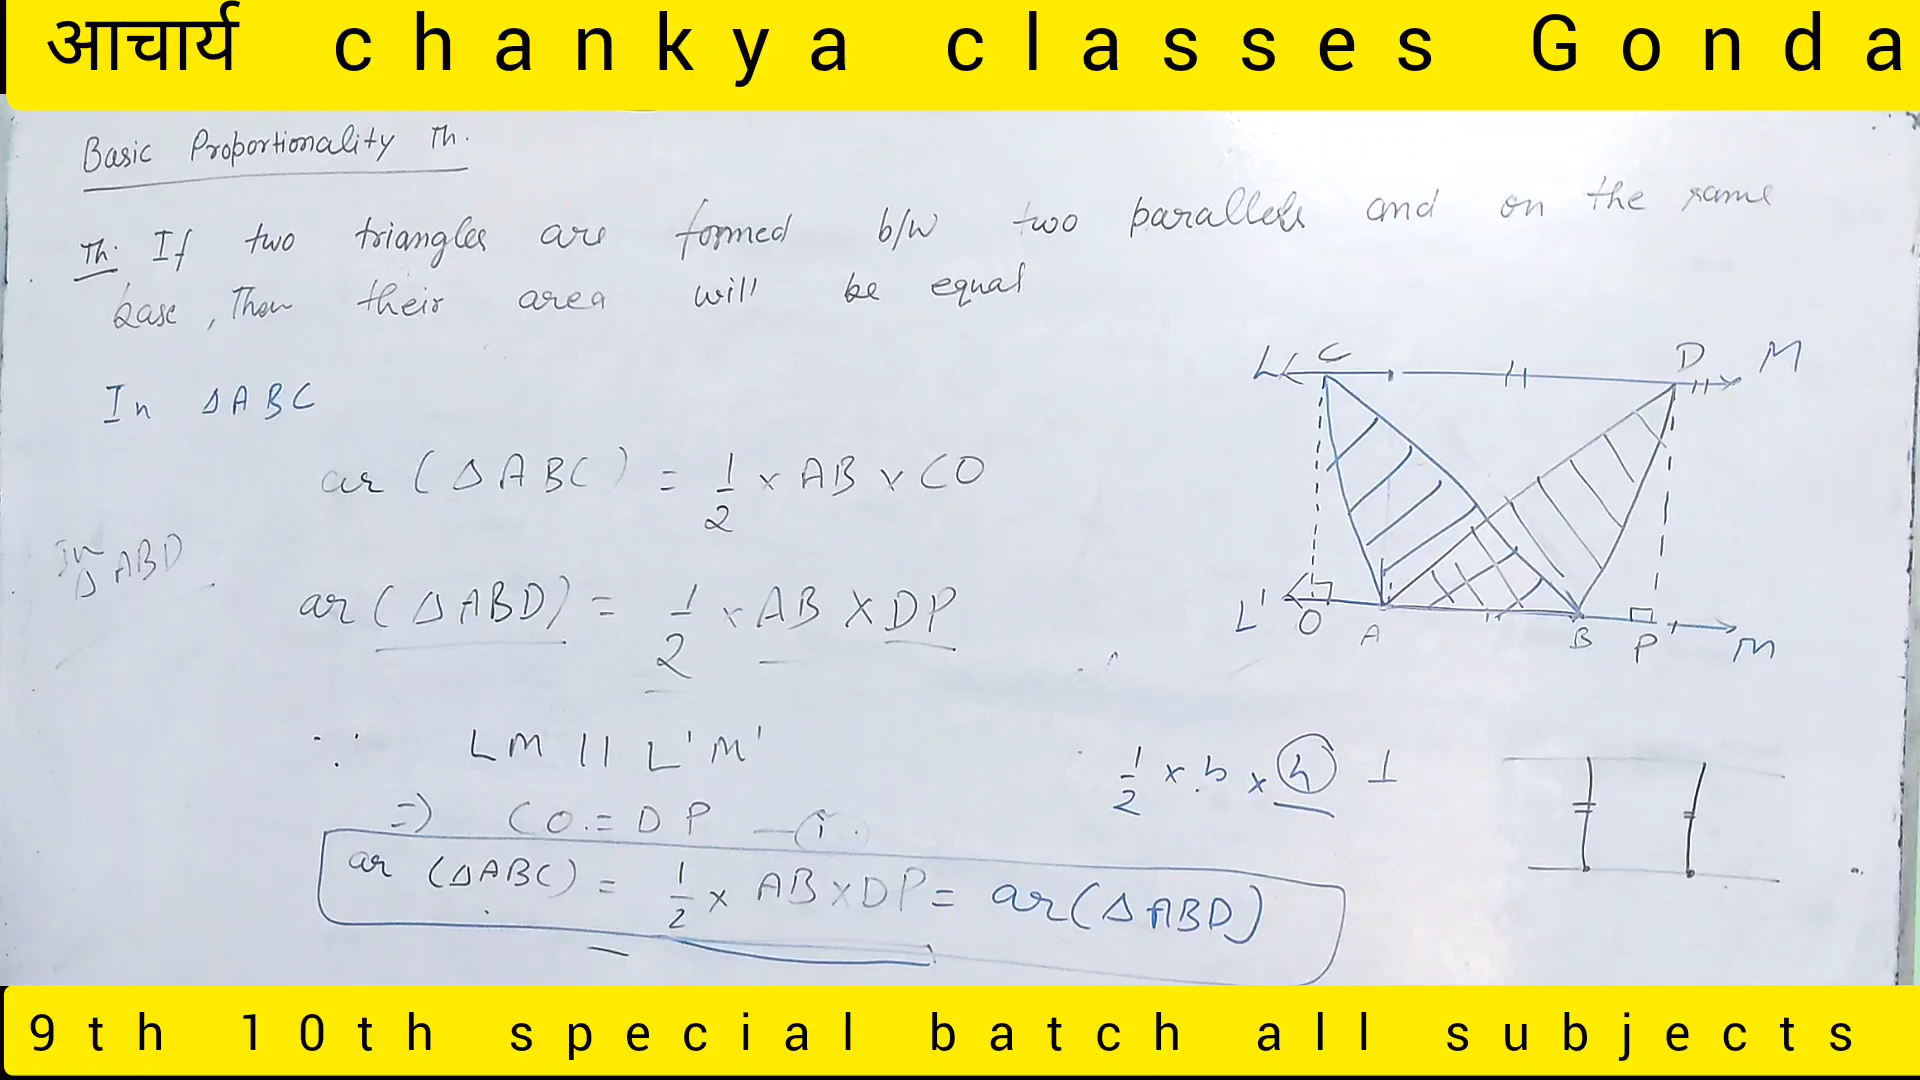 आचार्य chankya classes Gonda
Basic Proportionality Th.
Th: If two triangles are formed b/w two parallels and on the same
base, Then their area will be equal
In ΔABC
ar (ΔABC) = 1/2 × AB × CO
In ΔABD
ar (ΔABD) = 1/2 × AB × DP
∵ LM || L'M'
=> CO = DP —(i)
ar (ΔABC) = 1/2 × AB × DP = ar(ΔABD)
L C D M
L' O A B P M
1/2 × b × h ⊥
9th 10th special batch all subjects